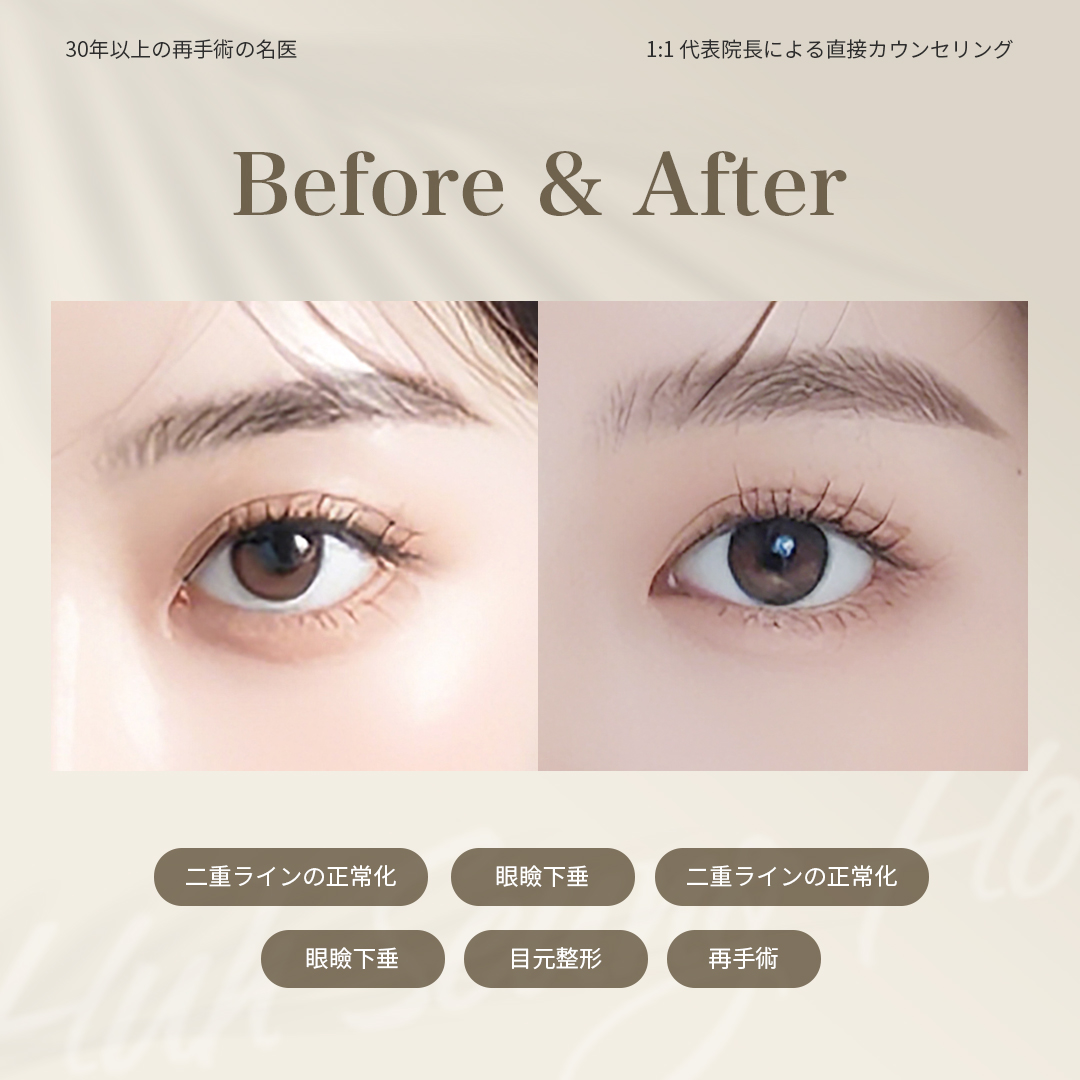 30年以上の再手術の名医
1:1 代表院長による直接カウンセリング
Before & After
二重ラインの正常化
眼瞼下垂
二重ラインの正常化
眼瞼下垂
目元整形
再手術